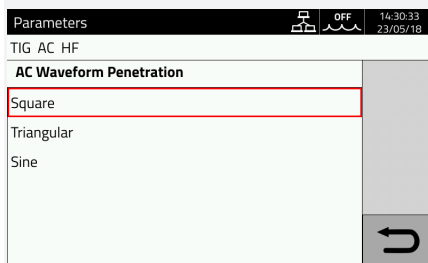 Parameters
OFF
14:30:33
23/05/18
TIG AC HF
AC Waveform Penetration
Square
Triangular
Sine